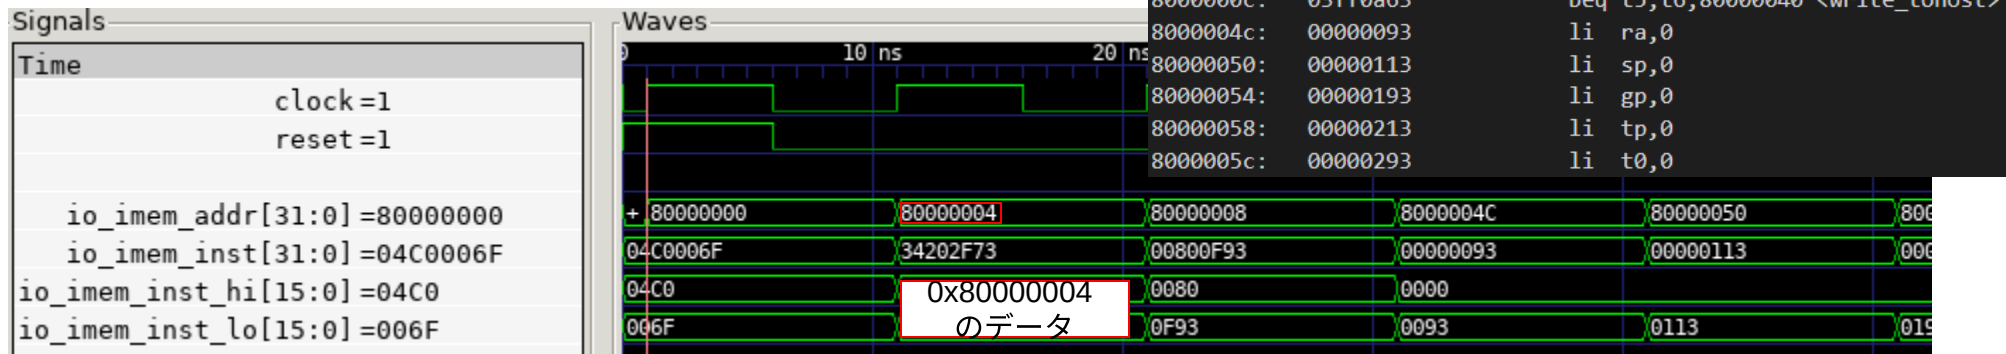 Signals
Time
clock =1
reset =1
io_imem_addr[31:0] =80000000
io_imem_inst[31:0] =04C0006F
io_imem_inst_hi[15:0] =04C0
io_imem_inst_lo[15:0] =006F
Waves
0 10 ns 20 ns
+ 80000000 80000004 80000008 8000004C 80000050 800
04C0006F 34202F73 00800F93 00000093 00000113 000
04C0 0080 0000
006F 0F93 0093 0113 019
0x80000004
のデータ
8000004c: 00000093 li ra,0
80000050: 00000113 li sp,0
80000054: 00000193 li gp,0
80000058: 00000213 li tp,0
8000005c: 00000293 li t0,0